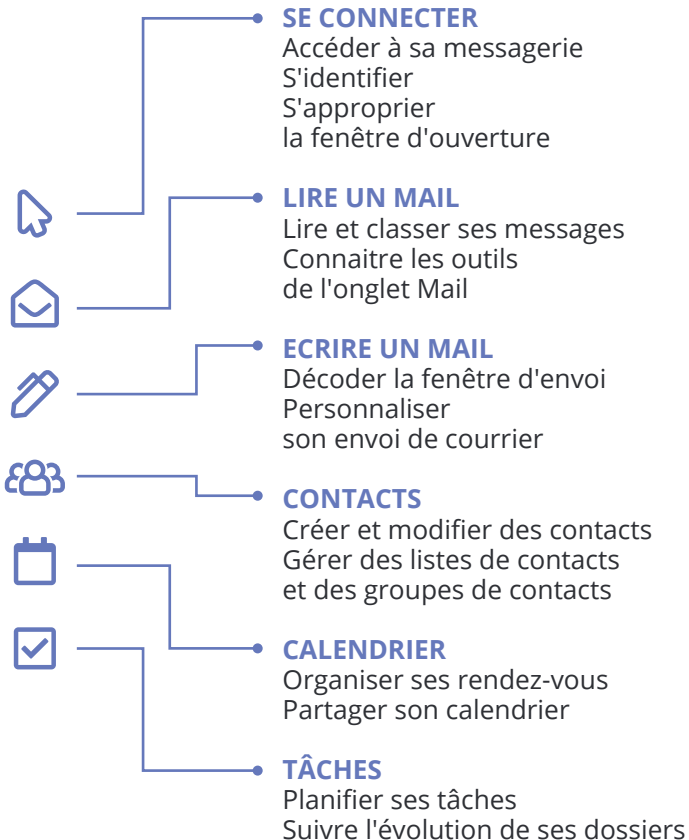 SE CONNECTER
Accéder à sa messagerie
S'identifier
S'approprier
la fenêtre d'ouverture
LIRE UN MAIL
Lire et classer ses messages
Connaitre les outils
de l'onglet Mail
ECRIRE UN MAIL
Décoder la fenêtre d'envoi
Personnaliser
son envoi de courrier
CONTACTS
Créer et modifier des contacts
Gérer des listes de contacts
et des groupes de contacts
CALENDRIER
Organiser ses rendez-vous
Partager son calendrier
TÂCHES
Planifier ses tâches
Suivre l'évolution de ses dossiers